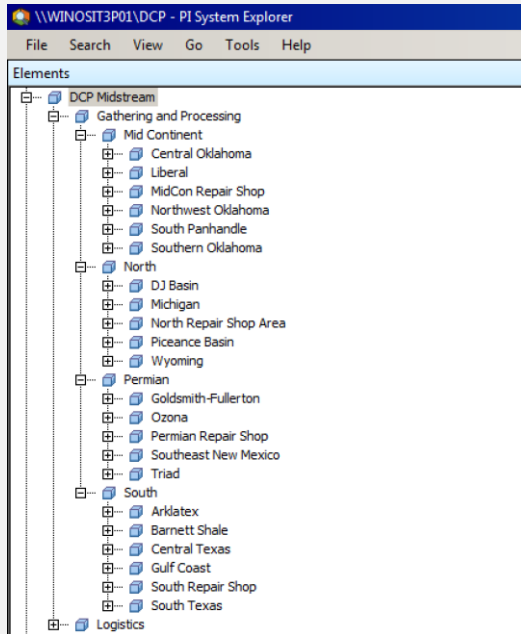 \\WINOSIT3P01\DCP - PI System Explorer
File Search View Go Tools Help
Elements
DCP Midstream
Gathering and Processing
Mid Continent
Central Oklahoma
Liberal
MidCon Repair Shop
Northwest Oklahoma
South Panhandle
Southern Oklahoma
North
DJ Basin
Michigan
North Repair Shop Area
Piceance Basin
Wyoming
Permian
Goldsmith-Fullerton
Ozona
Permian Repair Shop
Southeast New Mexico
Triad
South
Arklatex
Barnett Shale
Central Texas
Gulf Coast
South Repair Shop
South Texas
Logistics